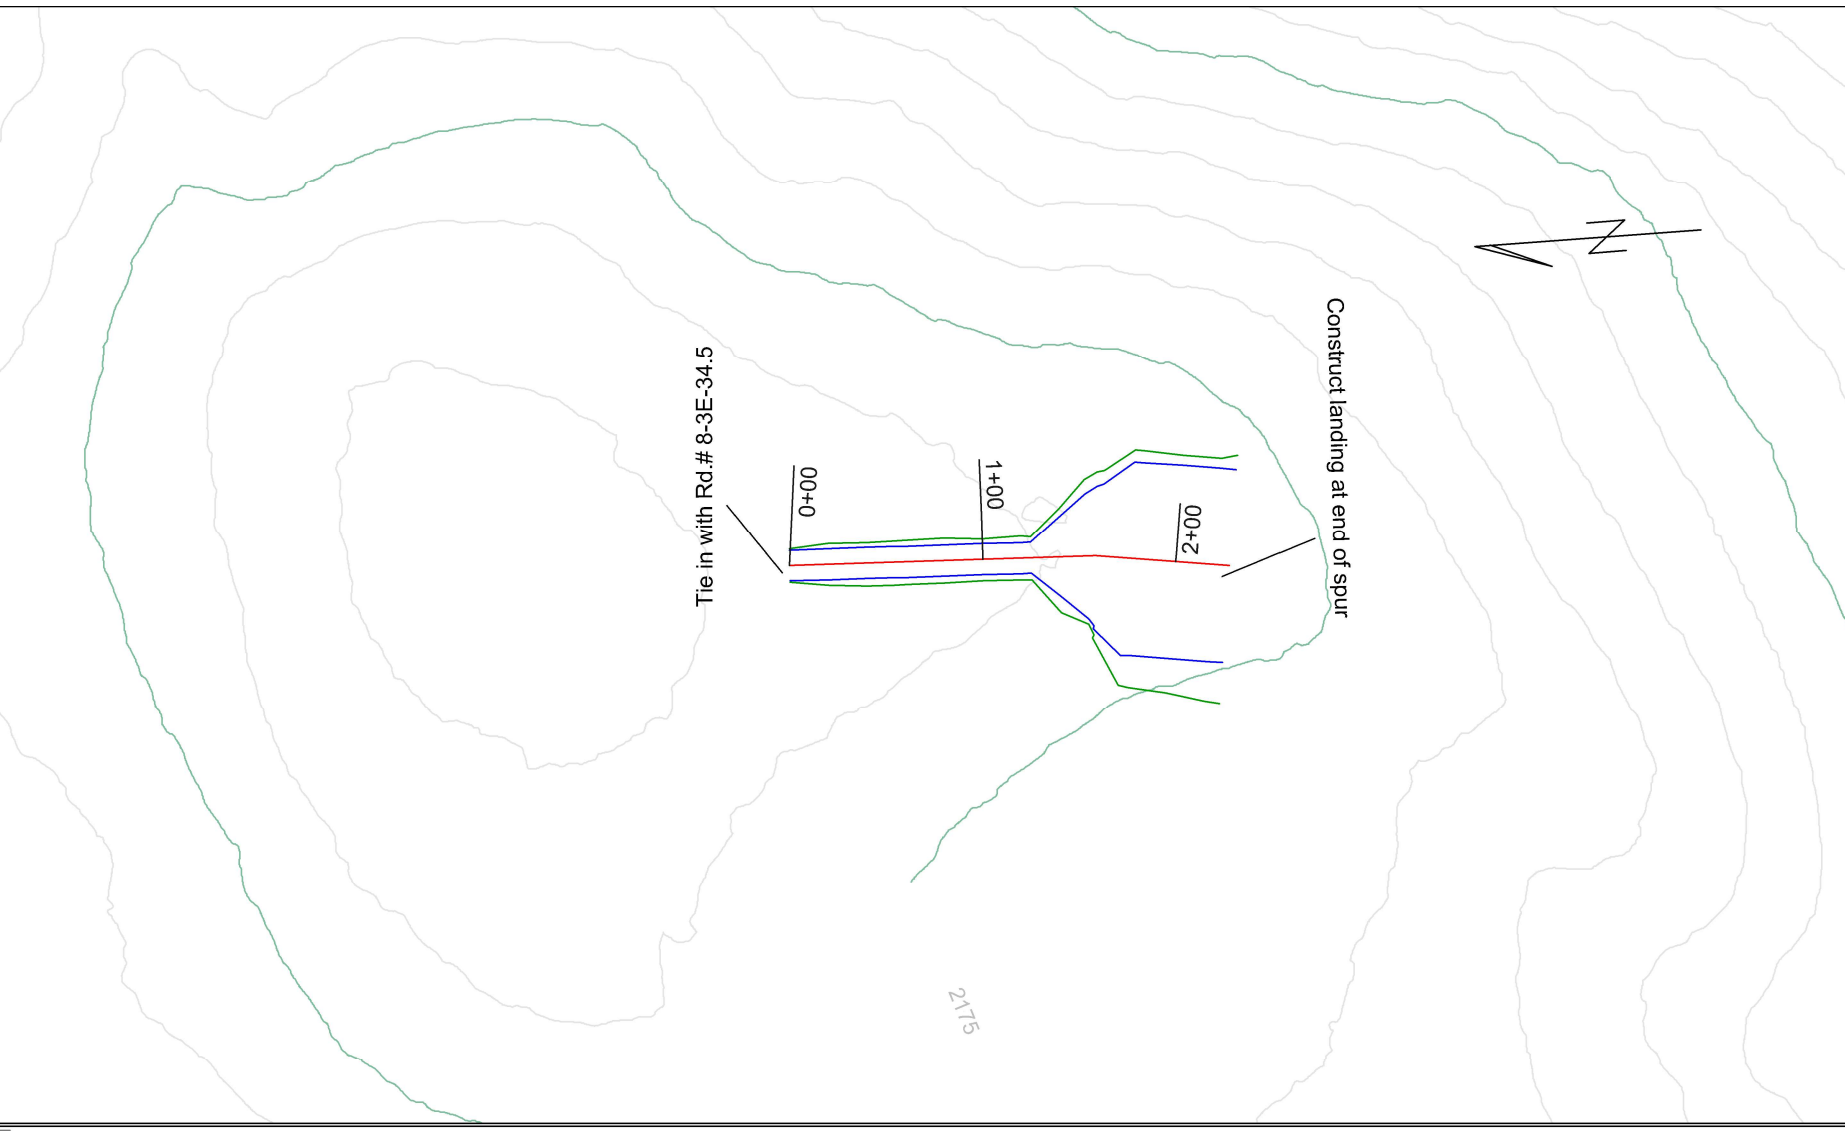 Tie in with Rd.# 8-3E-34.5
0+00
1+00
2+00
Construct landing at end of spur
N
2175